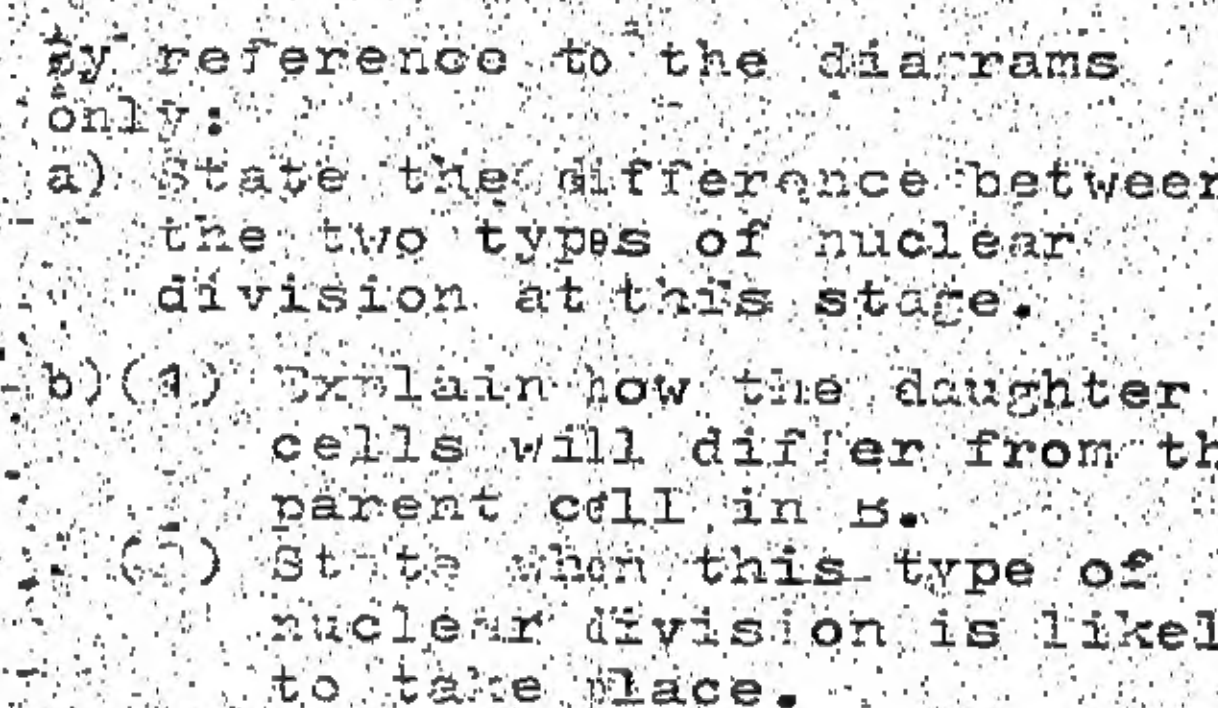 By reference to the diagrams
only:
a) State the difference between
the two types of nuclear
division at this stage.
b)(1) Explain how the daughter
cells will differ from th
parent cell in B.
(2) State when this type of
nuclear division is likel
to take place.